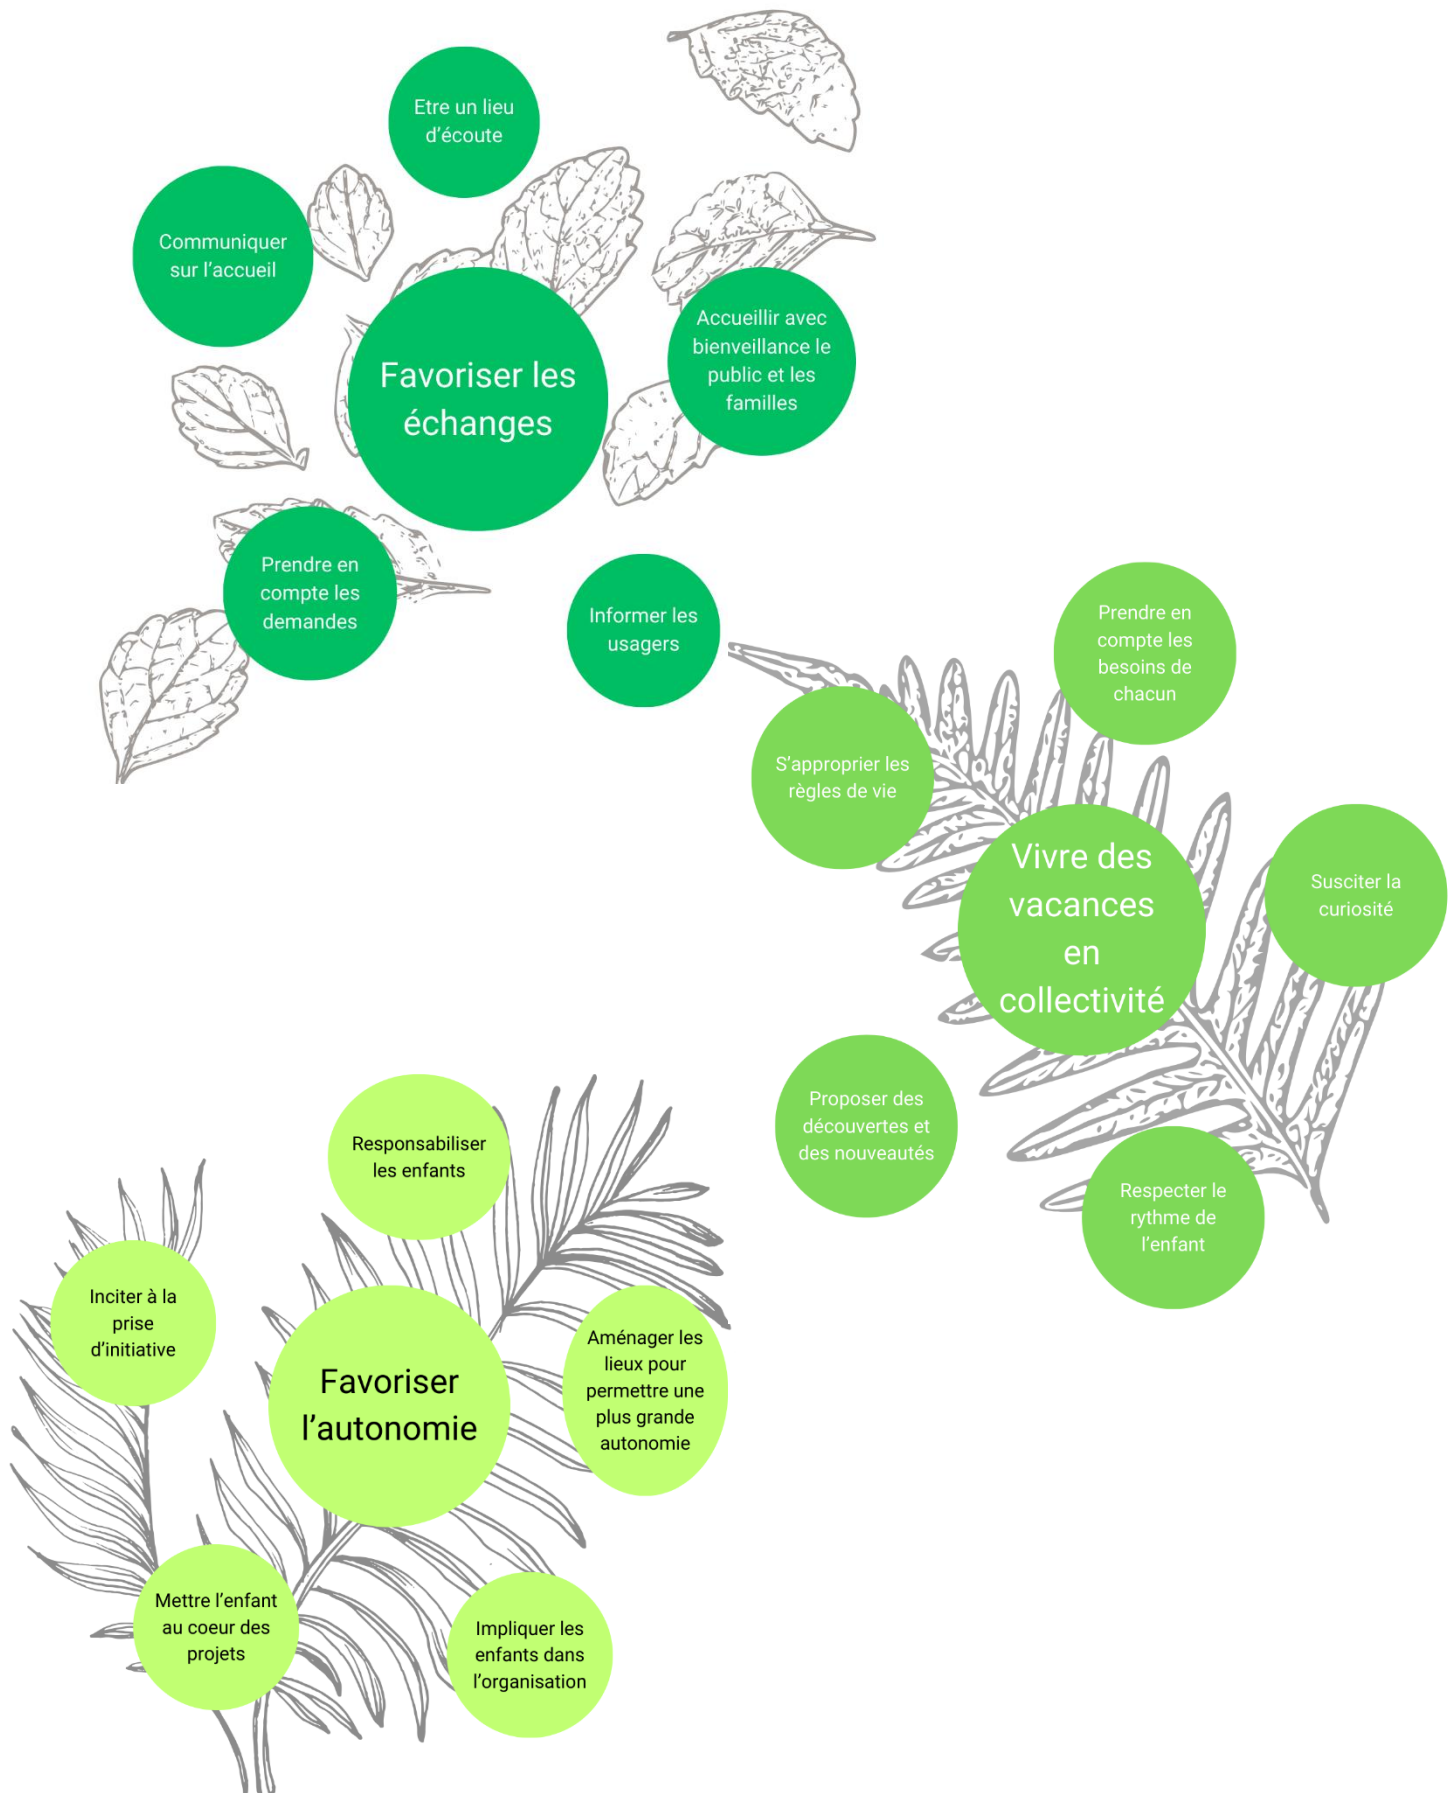 Etre un lieu
d'écoute
Communiquer
sur l'accueil
Favoriser les
échanges
Accueillir avec
bienveillance le
public et les
familles
Prendre en
compte les
demandes
Informer les
usagers
Prendre en
compte les
besoins de
chacun
S'approprier les
règles de vie
Vivre des
vacances
en
collectivité
Susciter la
curiosité
Proposer des
découvertes et
des nouveautés
Respecter le
rythme de
l'enfant
Responsabiliser
les enfants
Inciter à la
prise
d'initiative
Favoriser
l'autonomie
Aménager les
lieux pour
permettre une
plus grande
autonomie
Mettre l'enfant
au coeur des
projets
Impliquer les
enfants dans
l'organisation